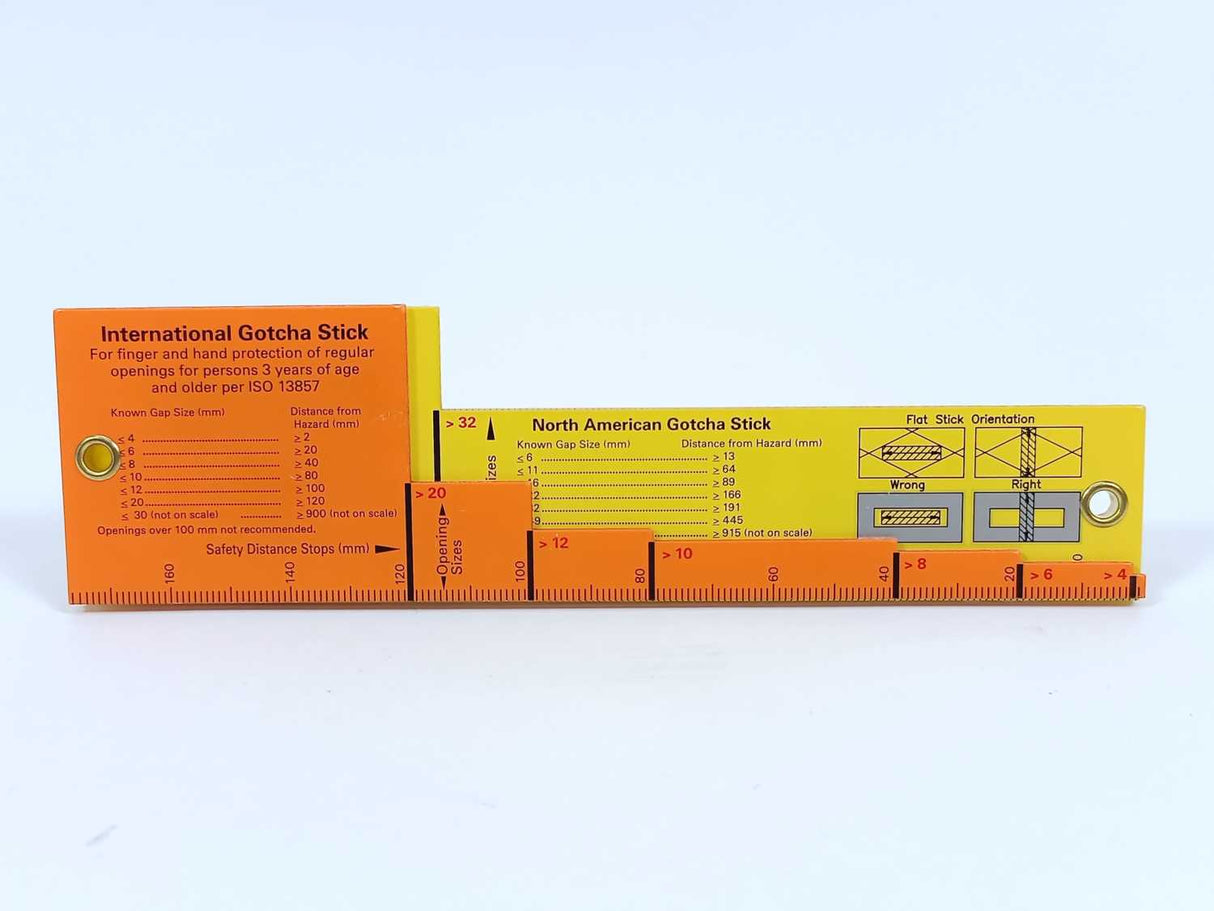 International Gotcha Stick
For finger and hand protection of regular
openings for persons 3 years of age
and older per ISO 13857
Known Gap Size (mm) Distance from
Hazard (mm)
≤ 4 ........................................ ≥ 2
≤ 6 ........................................ ≥ 20
≤ 8 ........................................ ≥ 40
≤ 10 ........................................ ≥ 80
≤ 12 ........................................ ≥ 100
≤ 20 ........................................ ≥ 120
≤ 30 (not on scale) ............ ≥ 900 (not on scale)
Openings over 100 mm not recommended.
Safety Distance Stops (mm)
160 140 120 100 80 60 40 20
> 20
Opening
Sizes
> 12
> 10
> 8
> 6
> 4
> 32
North American Gotcha Stick
Known Gap Size (mm) Distance from Hazard (mm)
≤ 6 ........................................ ≥ 13
≤ 11 ........................................ ≥ 64
≥ 89
≥ 166
≥ 191
≥ 445
≥ 915 (not on scale)
Flat Stick Orientation
Wrong Right